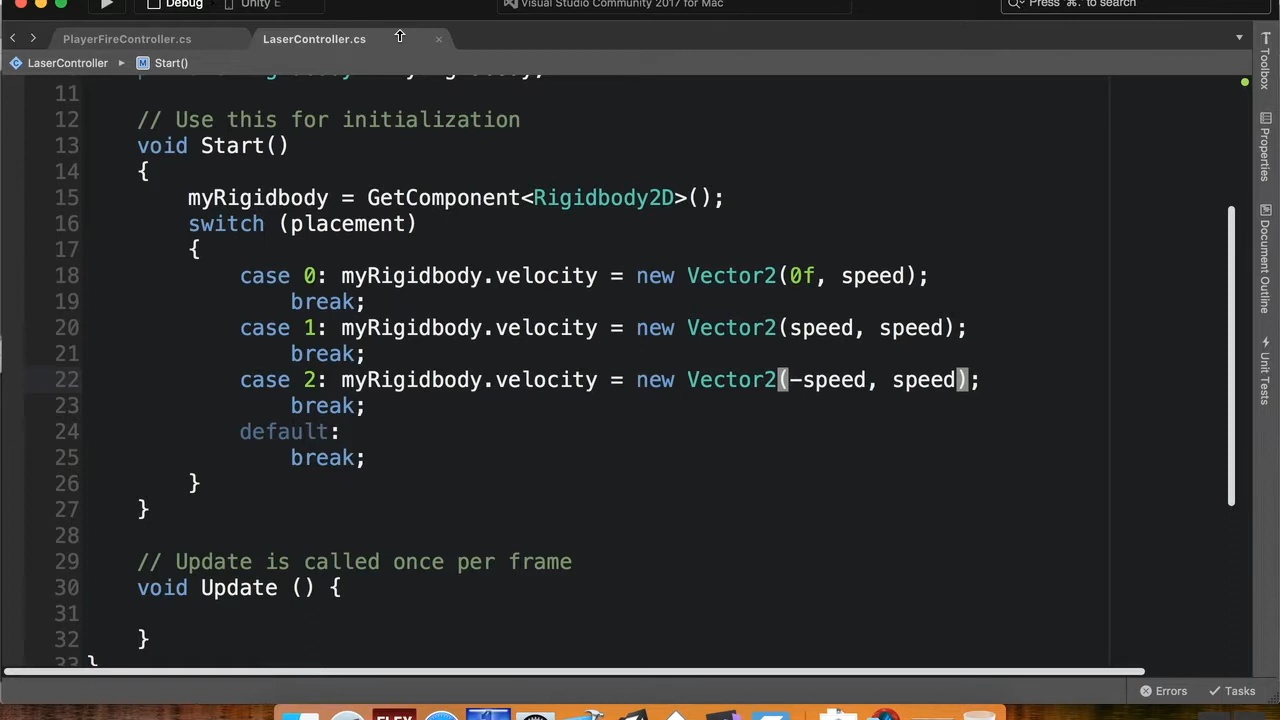 Debug Unity E Visual Studio Community 2017 for Mac Press ⌘. to search
PlayerFireController.cs LaserController.cs ×
LaserController ▸ M Start()
11
12 // Use this for initialization
13 void Start()
14 {
15 myRigidbody = GetComponent<Rigidbody2D>();
16 switch (placement)
17 {
18 case 0: myRigidbody.velocity = new Vector2(0f, speed);
19 break;
20 case 1: myRigidbody.velocity = new Vector2(speed, speed);
21 break;
22 case 2: myRigidbody.velocity = new Vector2(-speed, speed);
23 break;
24 default:
25 break;
26 }
27 }
28
29 // Update is called once per frame
30 void Update () {
31
32 }
33 }
Toolbox
Properties
Document Outline
Unit Tests
Errors Tasks
FLEX